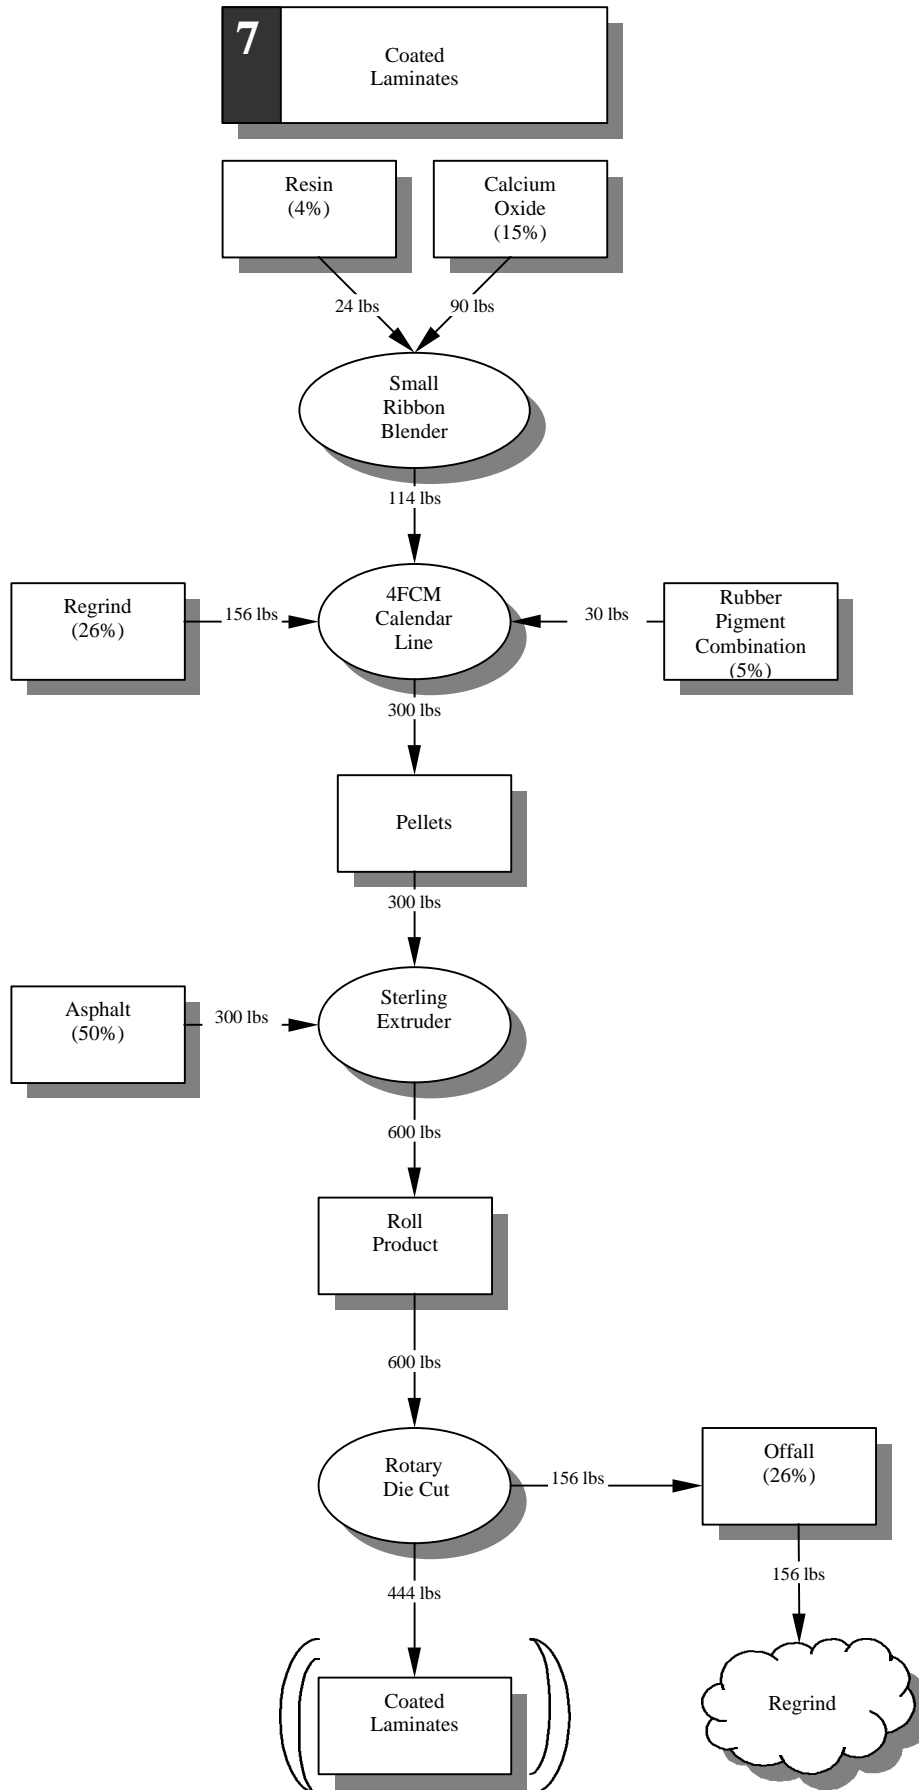 7
Coated
Laminates
Resin
(4%)
Calcium
Oxide
(15%)
24 lbs
90 lbs
Small
Ribbon
Blender
114 lbs
Regrind
(26%)
156 lbs
4FCM
Calendar
Line
30 lbs
Rubber
Pigment
Combination
(5%)
300 lbs
Pellets
300 lbs
Asphalt
(50%)
300 lbs
Sterling
Extruder
600 lbs
Roll
Product
600 lbs
Rotary
Die Cut
156 lbs
Offall
(26%)
444 lbs
156 lbs
Coated
Laminates
Regrind